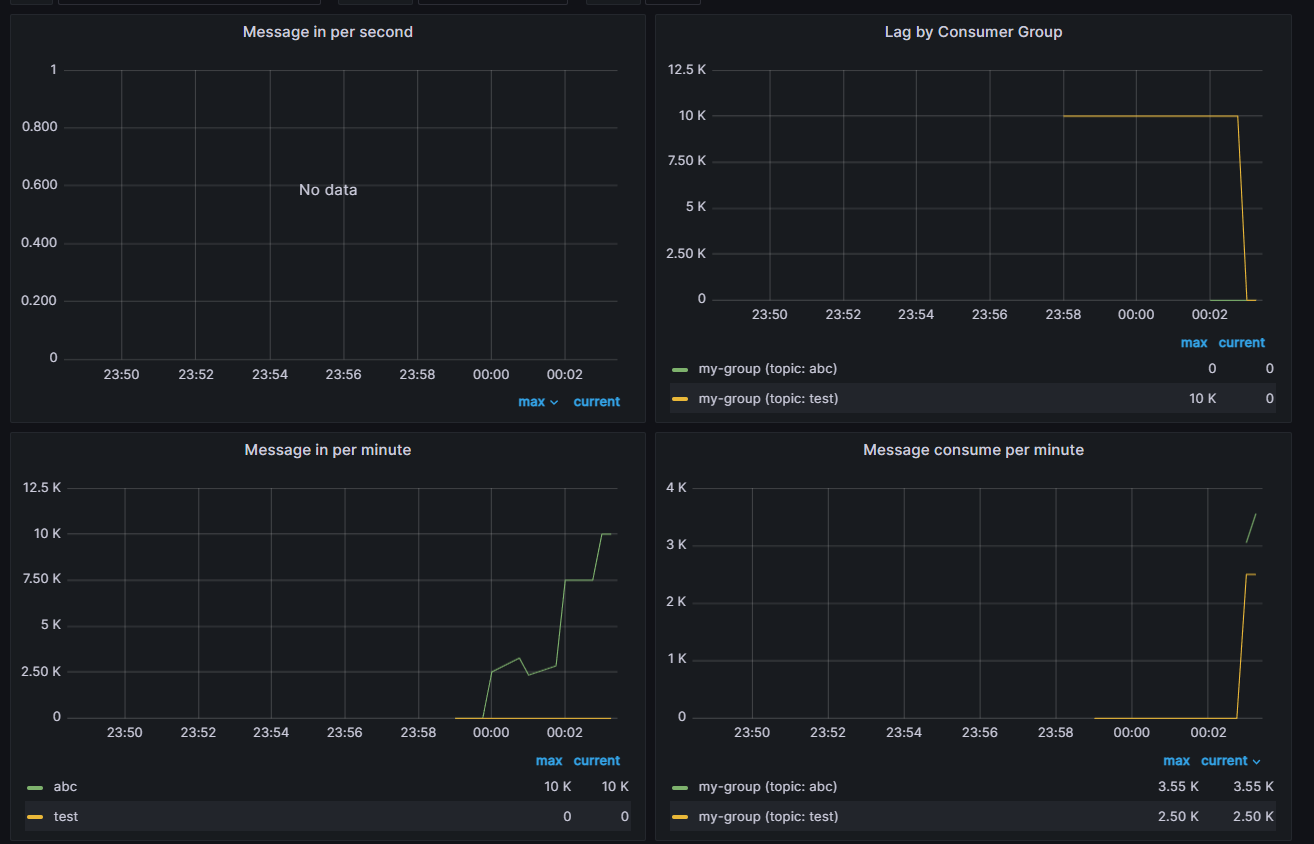 Message in per second
1
0.800
0.600
No data
0.400
0.200
0
23:50 23:52 23:54 23:56 23:58 00:00 00:02
max current
Lag by Consumer Group
12.5 K
10 K
7.50 K
5 K
2.50 K
0
23:50 23:52 23:54 23:56 23:58 00:00 00:02
max current
my-group (topic: abc) 0 0
my-group (topic: test) 10 K 0
Message in per minute
12.5 K
10 K
7.50 K
5 K
2.50 K
0
23:50 23:52 23:54 23:56 23:58 00:00 00:02
max current
abc 10 K 10 K
test 0 0
Message consume per minute
4 K
3 K
2 K
1 K
0
23:50 23:52 23:54 23:56 23:58 00:00 00:02
max current
my-group (topic: abc) 3.55 K 3.55 K
my-group (topic: test) 2.50 K 2.50 K